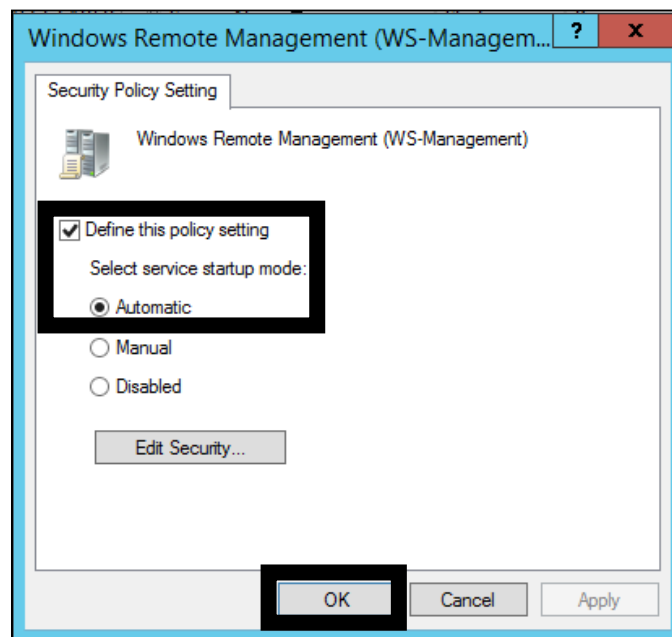 Windows Remote Management (WS-Managem...
?
x
Security Policy Setting
Windows Remote Management (WS-Management)
Define this policy setting
Select service startup mode:
Automatic
Manual
Disabled
Edit Security...
OK
Cancel
Apply